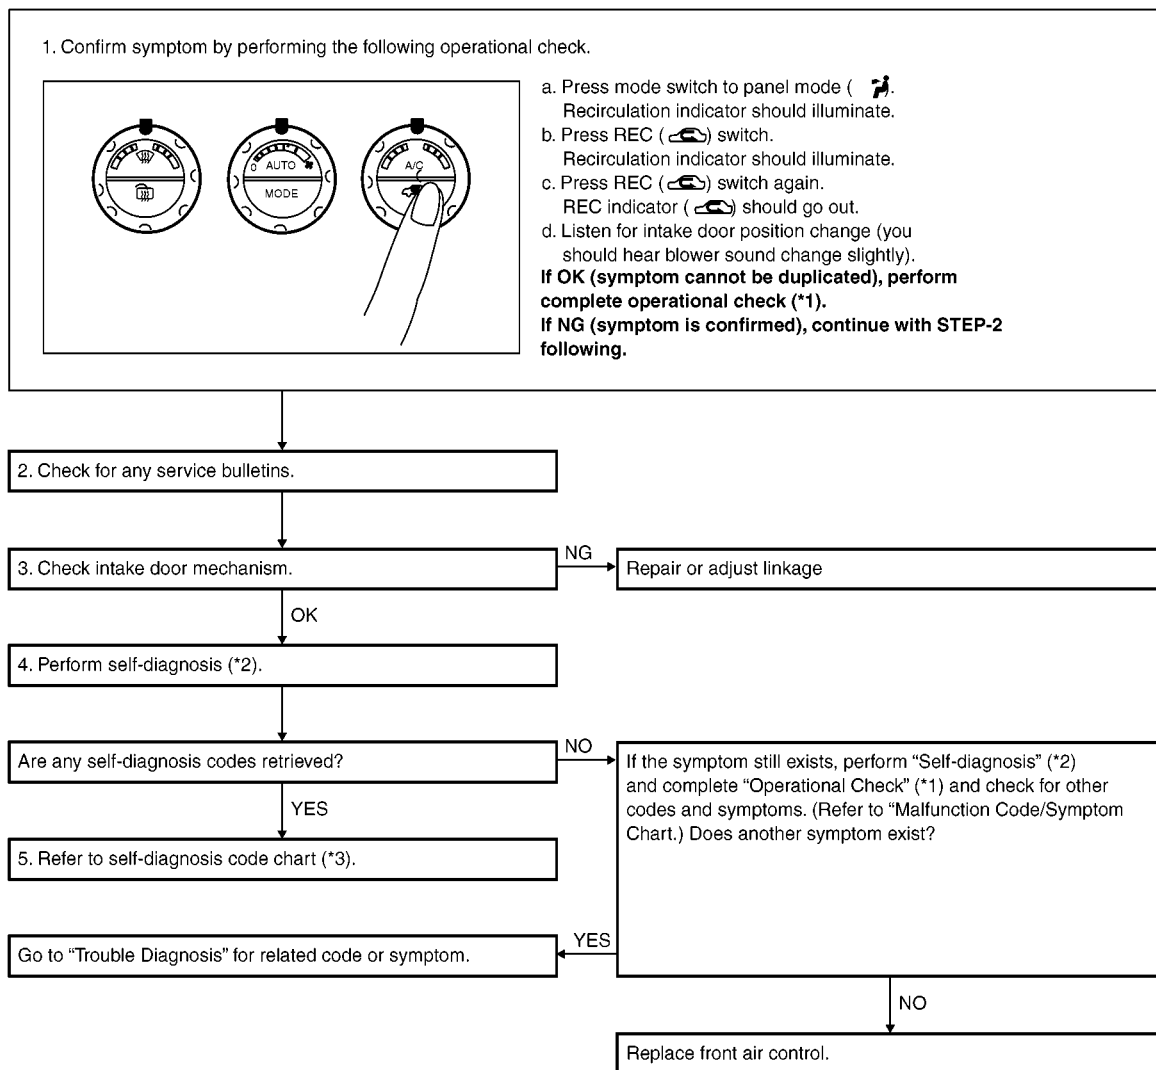 1. Confirm symptom by performing the following operational check.
0 AUTO
MODE
A/C
a. Press mode switch to panel mode ( ).
Recirculation indicator should illuminate.
b. Press REC ( ) switch.
Recirculation indicator should illuminate.
c. Press REC ( ) switch again.
REC indicator ( ) should go out.
d. Listen for intake door position change (you
should hear blower sound change slightly).
If OK (symptom cannot be duplicated), perform
complete operational check (*1).
If NG (symptom is confirmed), continue with STEP-2
following.
2. Check for any service bulletins.
3. Check intake door mechanism.
NG
Repair or adjust linkage
OK
4. Perform self-diagnosis (*2).
Are any self-diagnosis codes retrieved?
NO
If the symptom still exists, perform “Self-diagnosis” (*2)
and complete “Operational Check” (*1) and check for other
codes and symptoms. (Refer to “Malfunction Code/Symptom
Chart.) Does another symptom exist?
YES
5. Refer to self-diagnosis code chart (*3).
YES
Go to “Trouble Diagnosis” for related code or symptom.
NO
Replace front air control.